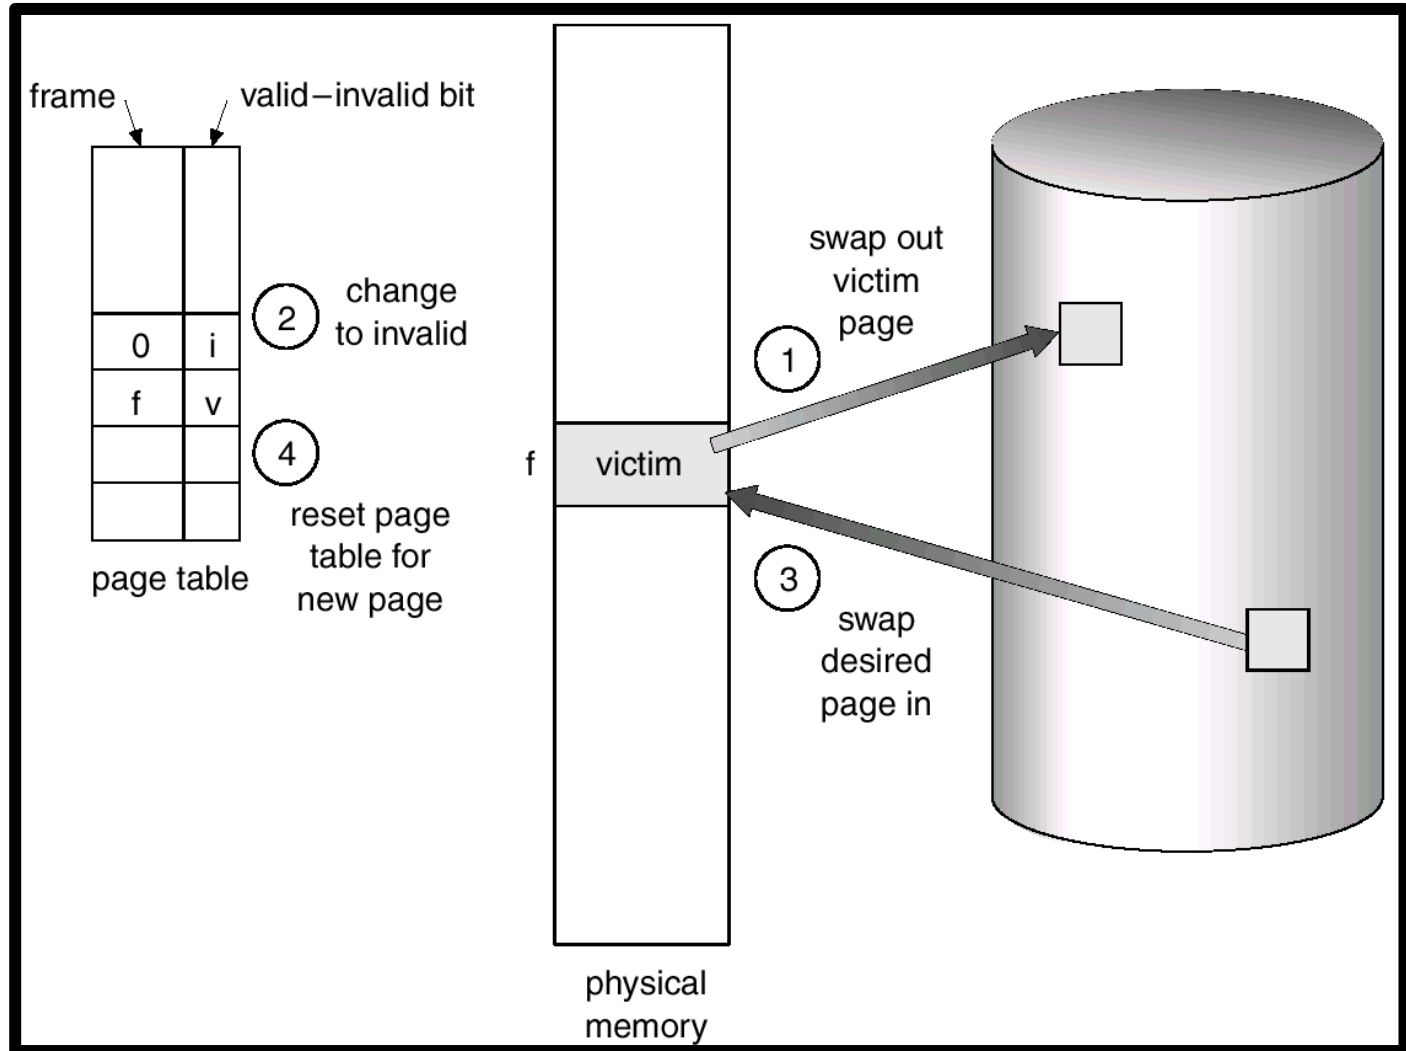 frame
valid–invalid bit
0 i
f v
page table
2
change
to invalid
4
reset page
table for
new page
f
victim
physical
memory
1
swap out
victim
page
3
swap
desired
page in